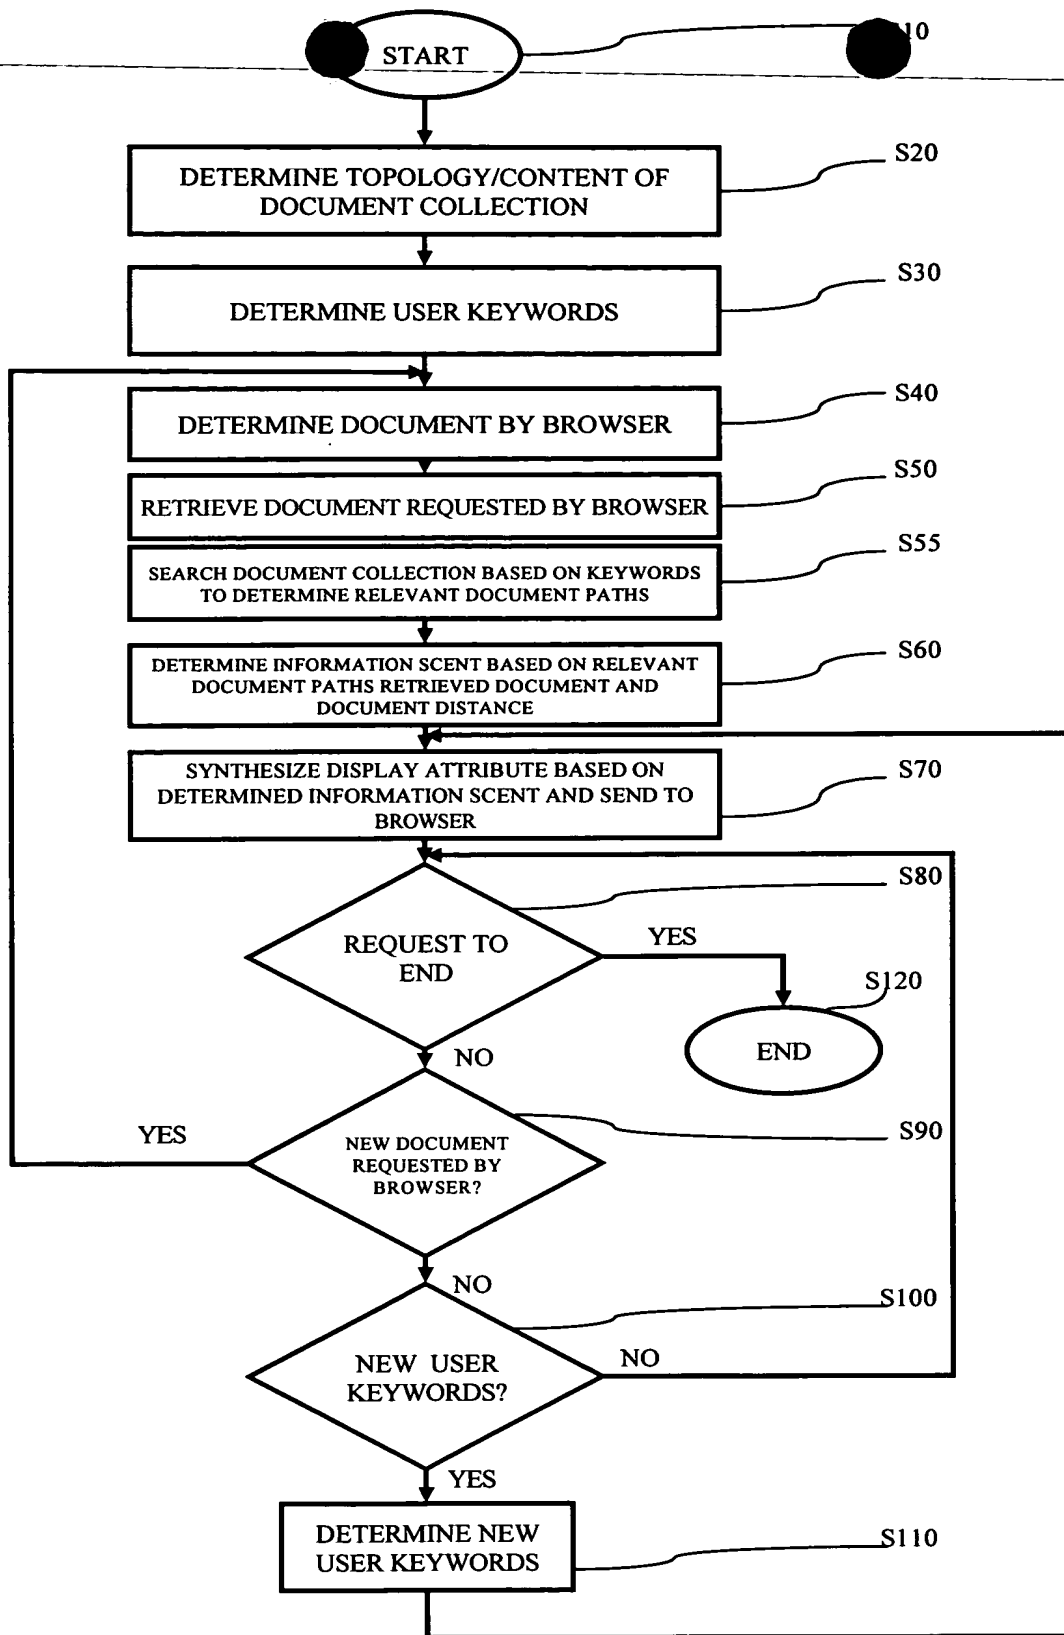 START
10
DETERMINE TOPOLOGY/CONTENT OF
DOCUMENT COLLECTION
S20
DETERMINE USER KEYWORDS
S30
DETERMINE DOCUMENT BY BROWSER
S40
RETRIEVE DOCUMENT REQUESTED BY BROWSER
S50
SEARCH DOCUMENT COLLECTION BASED ON KEYWORDS
TO DETERMINE RELEVANT DOCUMENT PATHS
S55
DETERMINE INFORMATION SCENT BASED ON RELEVANT
DOCUMENT PATHS RETRIEVED DOCUMENT AND
DOCUMENT DISTANCE
S60
SYNTHESIZE DISPLAY ATTRIBUTE BASED ON
DETERMINED INFORMATION SCENT AND SEND TO
BROWSER
S70
REQUEST TO
END
S80
YES
S120
END
NO
NEW DOCUMENT
REQUESTED BY
BROWSER?
S90
YES
NO
NEW USER
KEYWORDS?
S100
NO
YES
DETERMINE NEW
USER KEYWORDS
S110